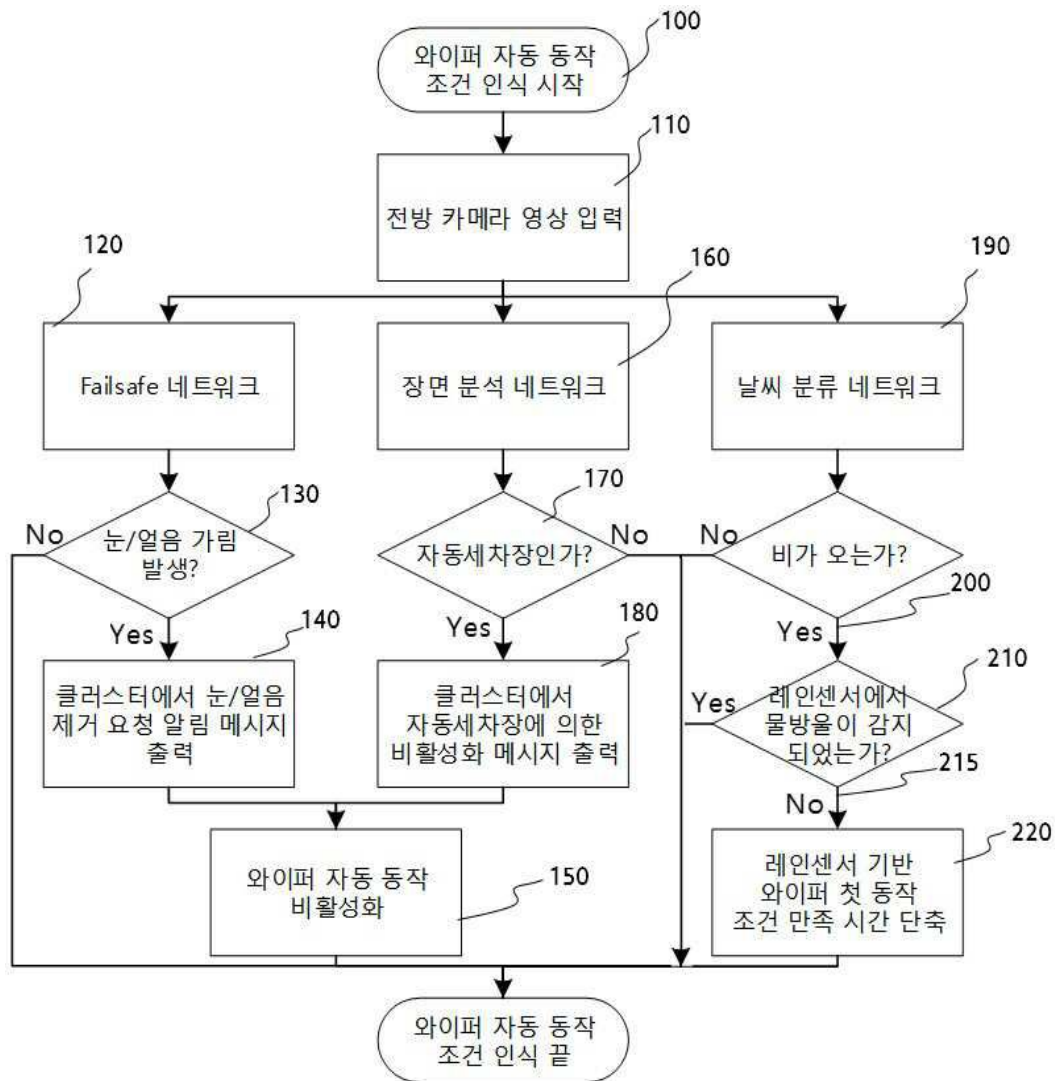 100
와이퍼 자동 동작
조건 인식 시작
110
전방 카메라 영상 입력
120
160
190
Failsafe 네트워크
장면 분석 네트워크
날씨 분류 네트워크
130
170
No
눈/얼음 가림
발생?
자동세차장인가?
No
No
비가 오는가?
200
Yes
140
Yes
180
Yes
210
클러스터에서 눈/얼음
제거 요청 알림 메시지
출력
클러스터에서
자동세차장에 의한
비활성화 메시지 출력
Yes
레인센서에서
물방울이 감지
되었는가?
215
No
와이퍼 자동 동작
비활성화
150
220
레인센서 기반
와이퍼 첫 동작
조건 만족 시간 단축
와이퍼 자동 동작
조건 인식 끝